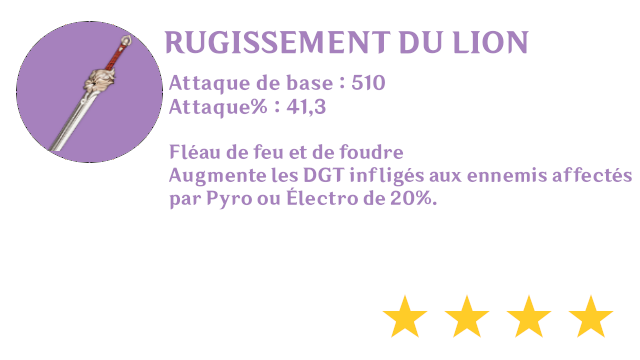 RUGISSEMENT DU LION
Attaque de base : 510
Attaque% : 41,3
Fléau de feu et de foudre
Augmente les DGT infligés aux ennemis affectés
par Pyro ou Électro de 20%.